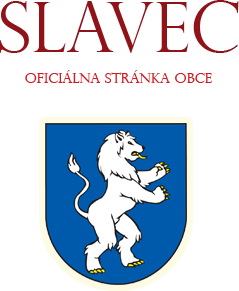 SLAVEC
OFICIÁLNA STRÁNKA OBCE